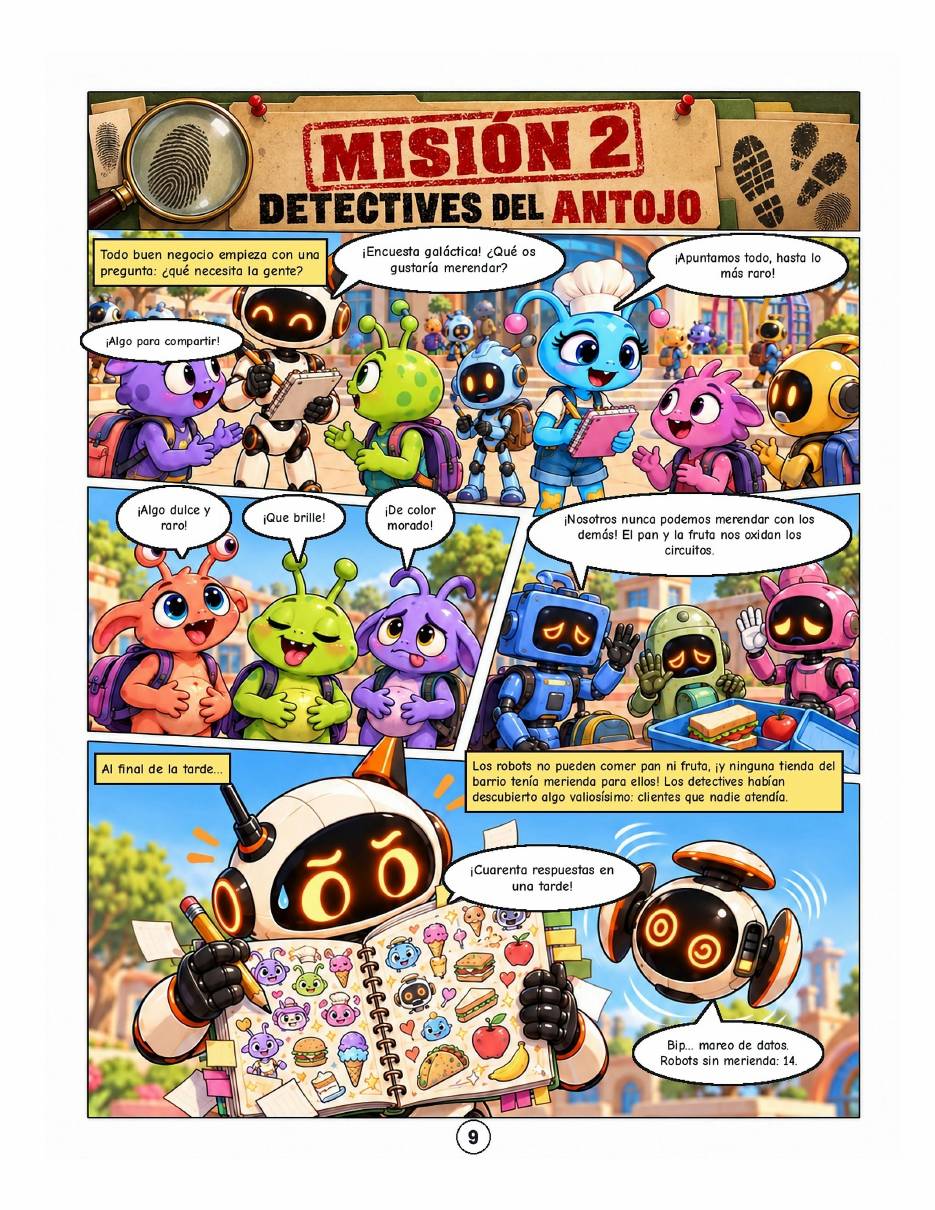 MISIÓN 2
DETECTIVES DEL ANTOJO
Todo buen negocio empieza con una
pregunta: ¿qué necesita la gente?
¡Encuesta galáctica! ¿Qué os
gustaría merendar?
¡Apuntamos todo, hasta lo
más raro!
¡Algo para compartir!
¡Algo dulce y
raro!
¡Que brille!
¡De color
morado!
¡Nosotros nunca podemos merendar con los
demás! El pan y la fruta nos oxidan los
circuitos.
Al final de la tarde...
Los robots no pueden comer pan ni fruta, ¡y ninguna tienda del
barrio tenía merienda para ellos! Los detectives habían
descubierto algo valiosísimo: clientes que nadie atendía.
¡Cuarenta respuestas en
una tarde!
Bip... mareo de datos.
Robots sin merienda: 14.
9